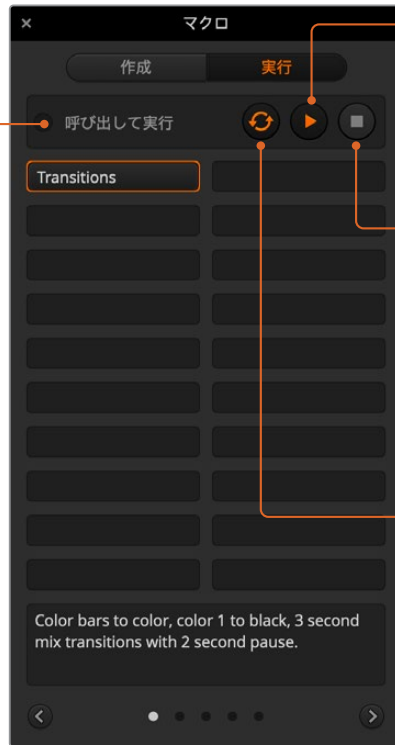 マクロ
作成
実行
呼び出して実行
Transitions
Color bars to color, color 1 to black, 3 second
mix transitions with 2 second pause.